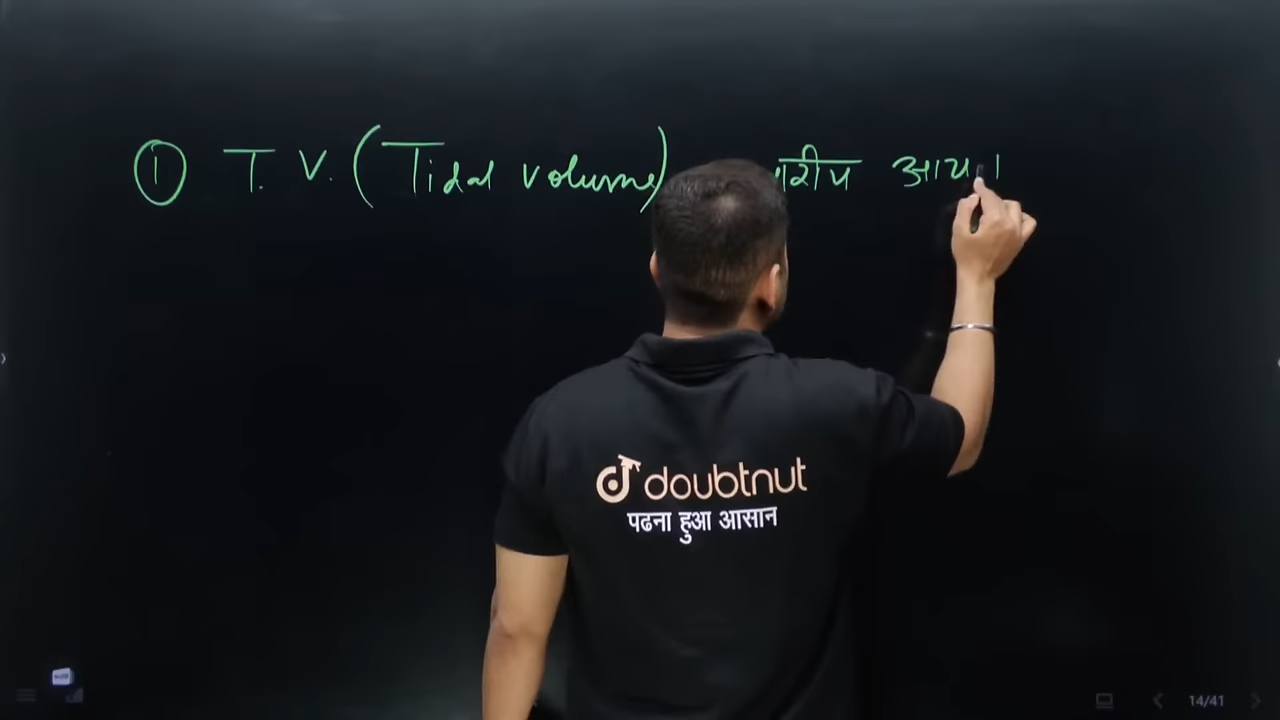 ① T. V. (Tidal volume)
doubtnut
पढना हुआ आसान
14/41